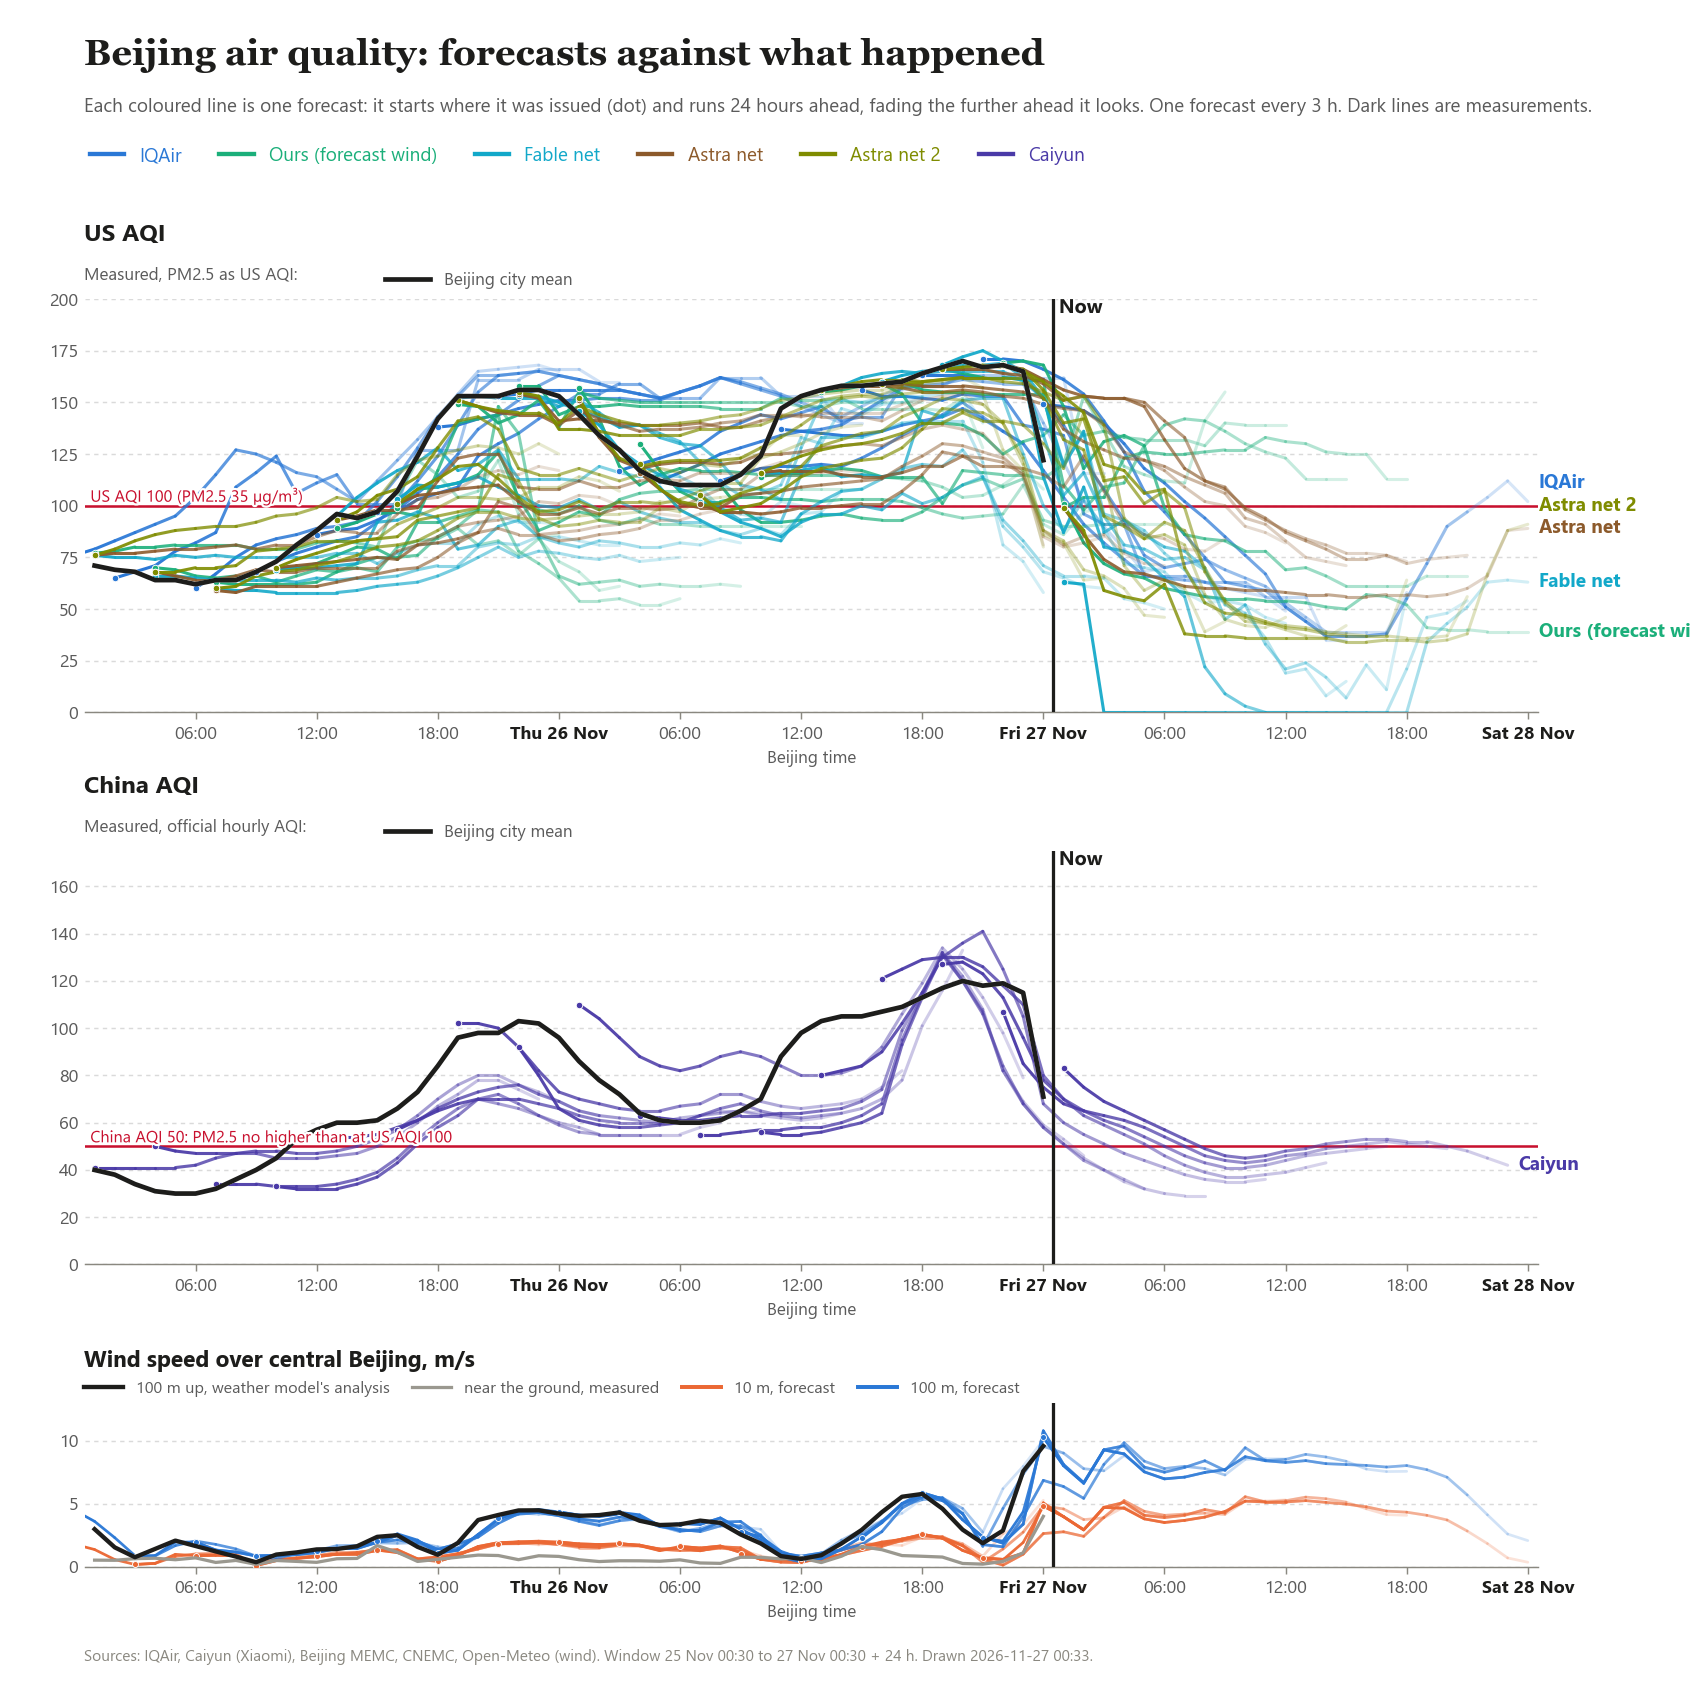 Beijing air quality: forecasts against what happened
Each coloured line is one forecast: it starts where it was issued (dot) and runs 24 hours ahead, fading the further ahead it looks. One forecast every 3 h. Dark lines are measurements.
IQAir Ours (forecast wind) Fable net Astra net Astra net 2 Caiyun
US AQI
Measured, PM2.5 as US AQI: Beijing city mean
200
Now
175
150
125
IQAir
US AQI 100 (PM2.5 35 µg/m³)
100
Astra net 2
Astra net
75
Fable net
50
Ours (forecast wi
25
0
06:00 12:00 18:00 Thu 26 Nov 06:00 12:00 18:00 Fri 27 Nov 06:00 12:00 18:00 Sat 28 Nov
Beijing time
China AQI
Measured, official hourly AQI: Beijing city mean
Now
160
140
120
100
80
60
China AQI 50: PM2.5 no higher than at US AQI 100
40
Caiyun
20
0
06:00 12:00 18:00 Thu 26 Nov 06:00 12:00 18:00 Fri 27 Nov 06:00 12:00 18:00 Sat 28 Nov
Beijing time
Wind speed over central Beijing, m/s
100 m up, weather model's analysis near the ground, measured 10 m, forecast 100 m, forecast
10
5
0
06:00 12:00 18:00 Thu 26 Nov 06:00 12:00 18:00 Fri 27 Nov 06:00 12:00 18:00 Sat 28 Nov
Beijing time
Sources: IQAir, Caiyun (Xiaomi), Beijing MEMC, CNEMC, Open-Meteo (wind). Window 25 Nov 00:30 to 27 Nov 00:30 + 24 h. Drawn 2026-11-27 00:33.